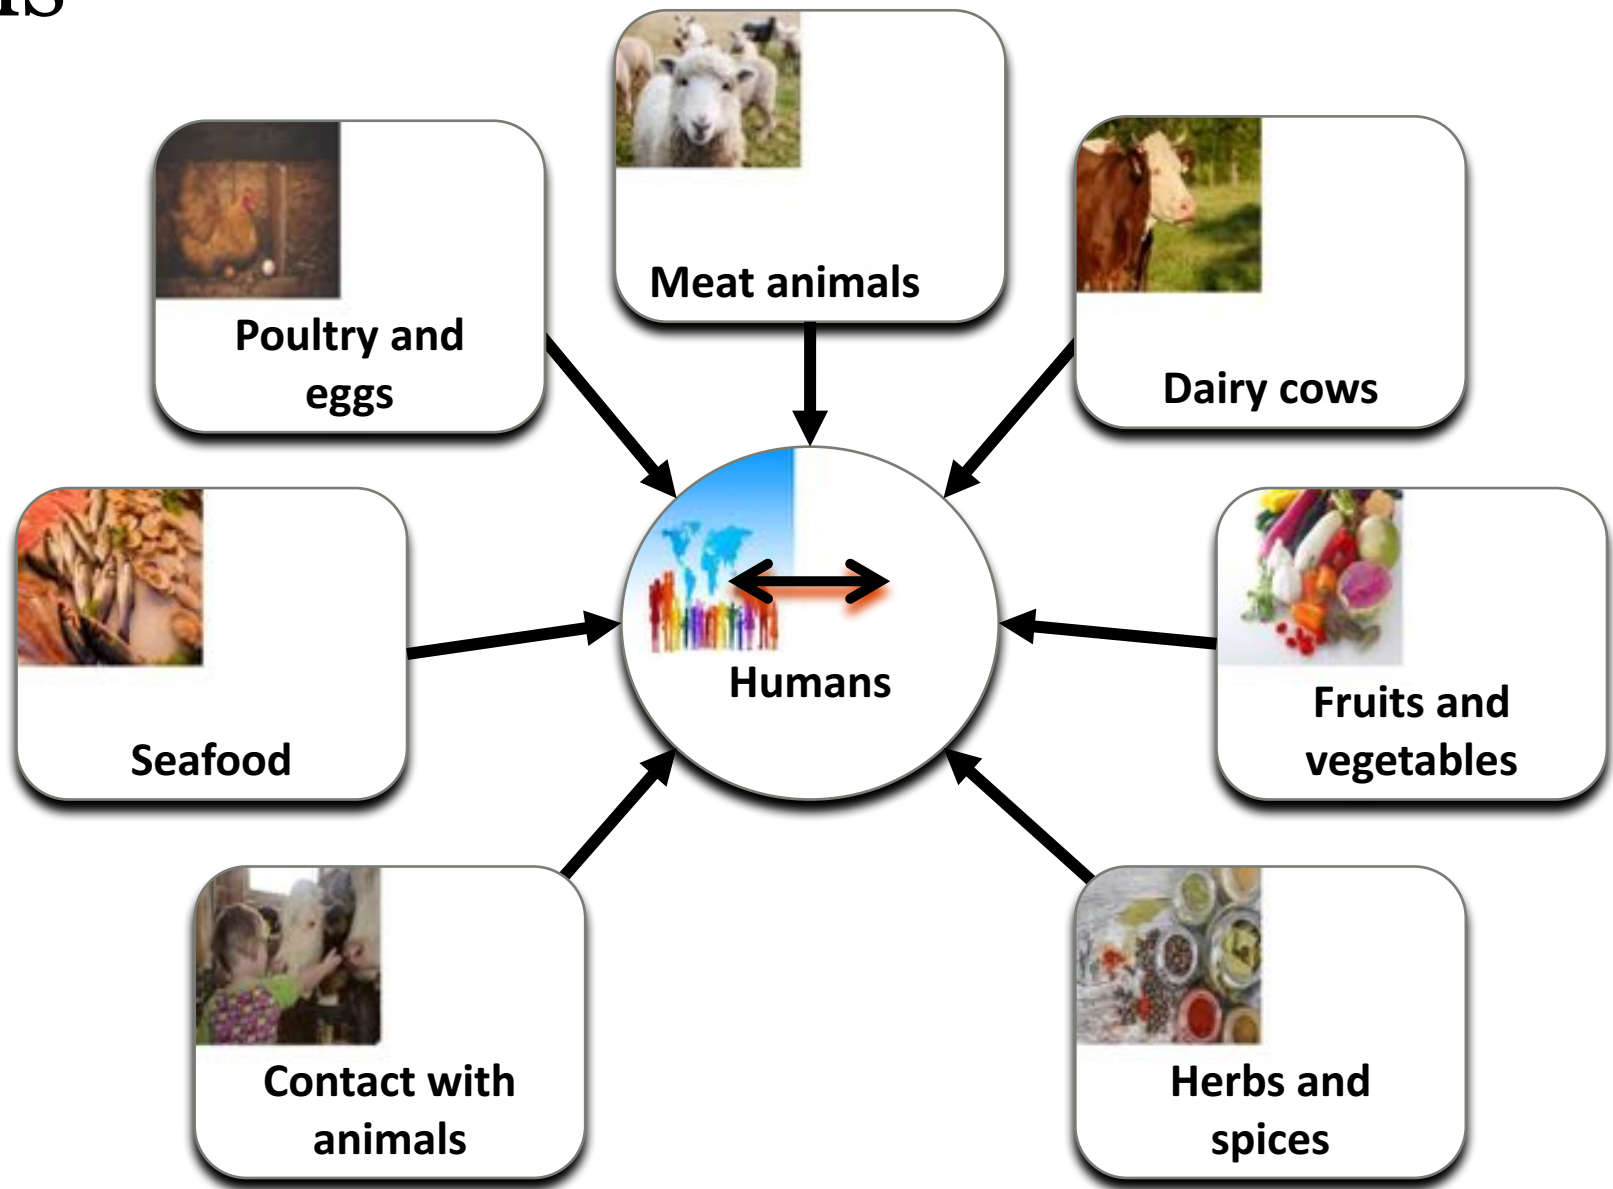 Meat animals
Poultry and
eggs
Dairy cows
Humans
Seafood
Fruits and
vegetables
Contact with
animals
Herbs and
spices